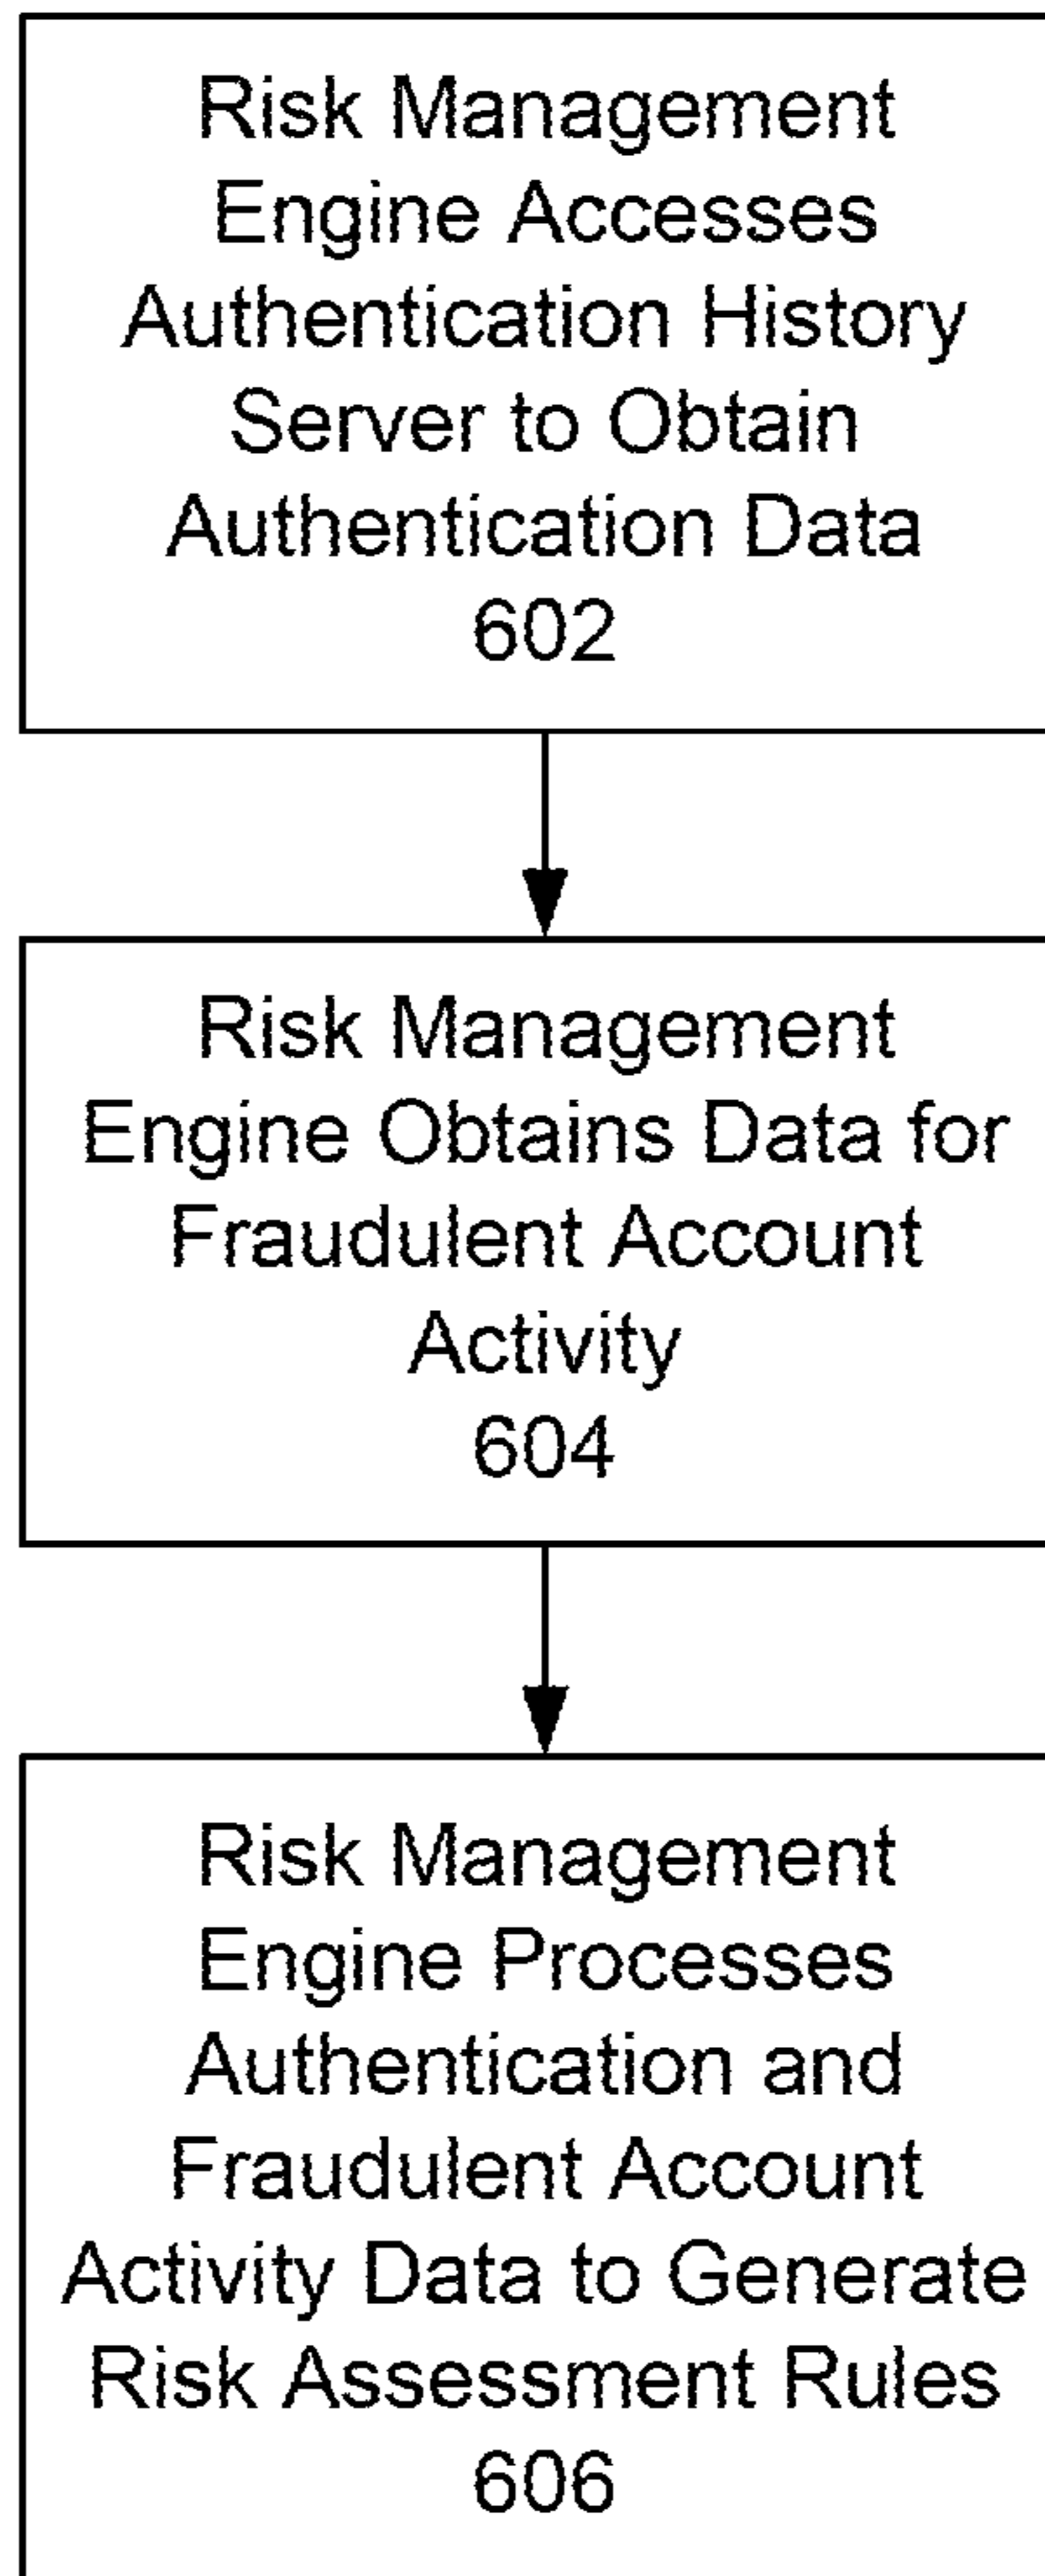 Risk Management
Engine Accesses
Authentication History
Server to Obtain
Authentication Data
602
Risk Management
Engine Obtains Data for
Fraudulent Account
Activity
604
Risk Management
Engine Processes
Authentication and
Fraudulent Account
Activity Data to Generate
Risk Assessment Rules
606